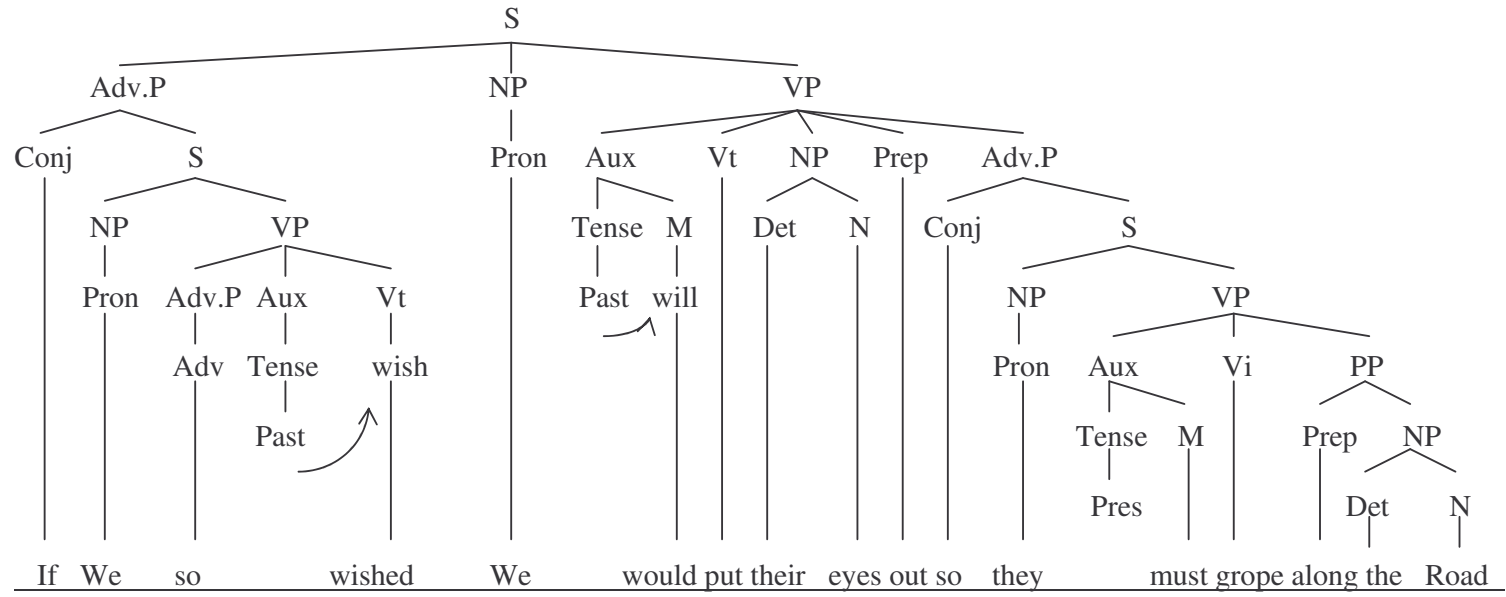 S
Adv.P NP VP
Conj S Pron Aux Vt NP Prep Adv.P
NP VP Tense M Det N Conj S
Pron Adv.P Aux Vt Past will NP VP
Adv Tense wish Pron Aux Vi PP
Past Tense M Prep NP
Pres Det N
If We so wished We would put their eyes out so they must grope along the Road